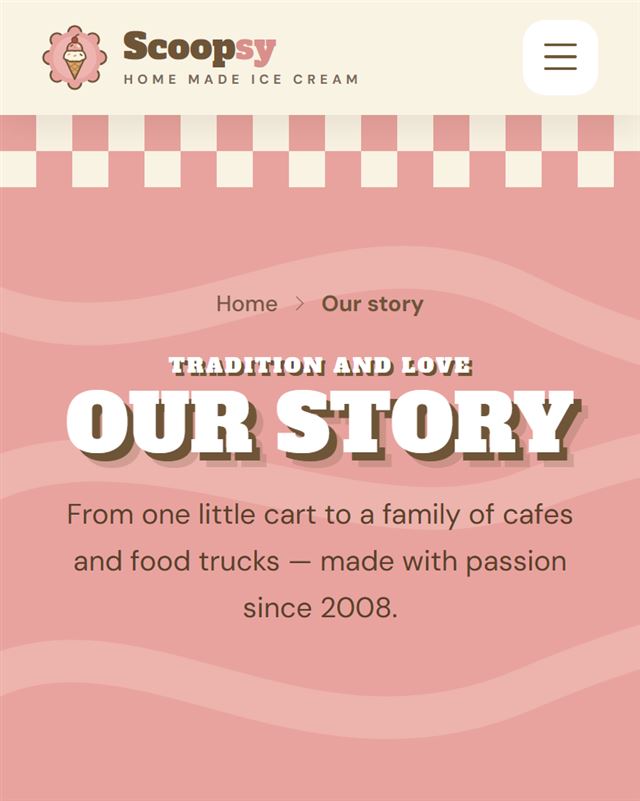 Scoopsy
HOME MADE ICE CREAM
Home > Our story
TRADITION AND LOVE
OUR STORY
From one little cart to a family of cafes
and food trucks — made with passion
since 2008.